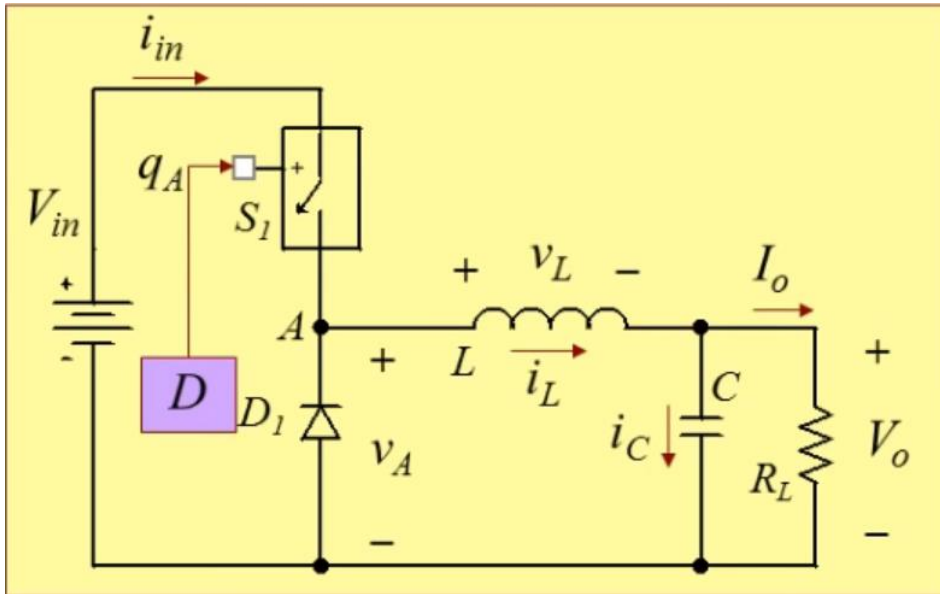 i_in
q_A
+
S_1
V_in
+
-
D
D_1
A
+
v_A
−
+ v_L −
L
i_L
I_o
C
i_C
R_L
+
V_o
−